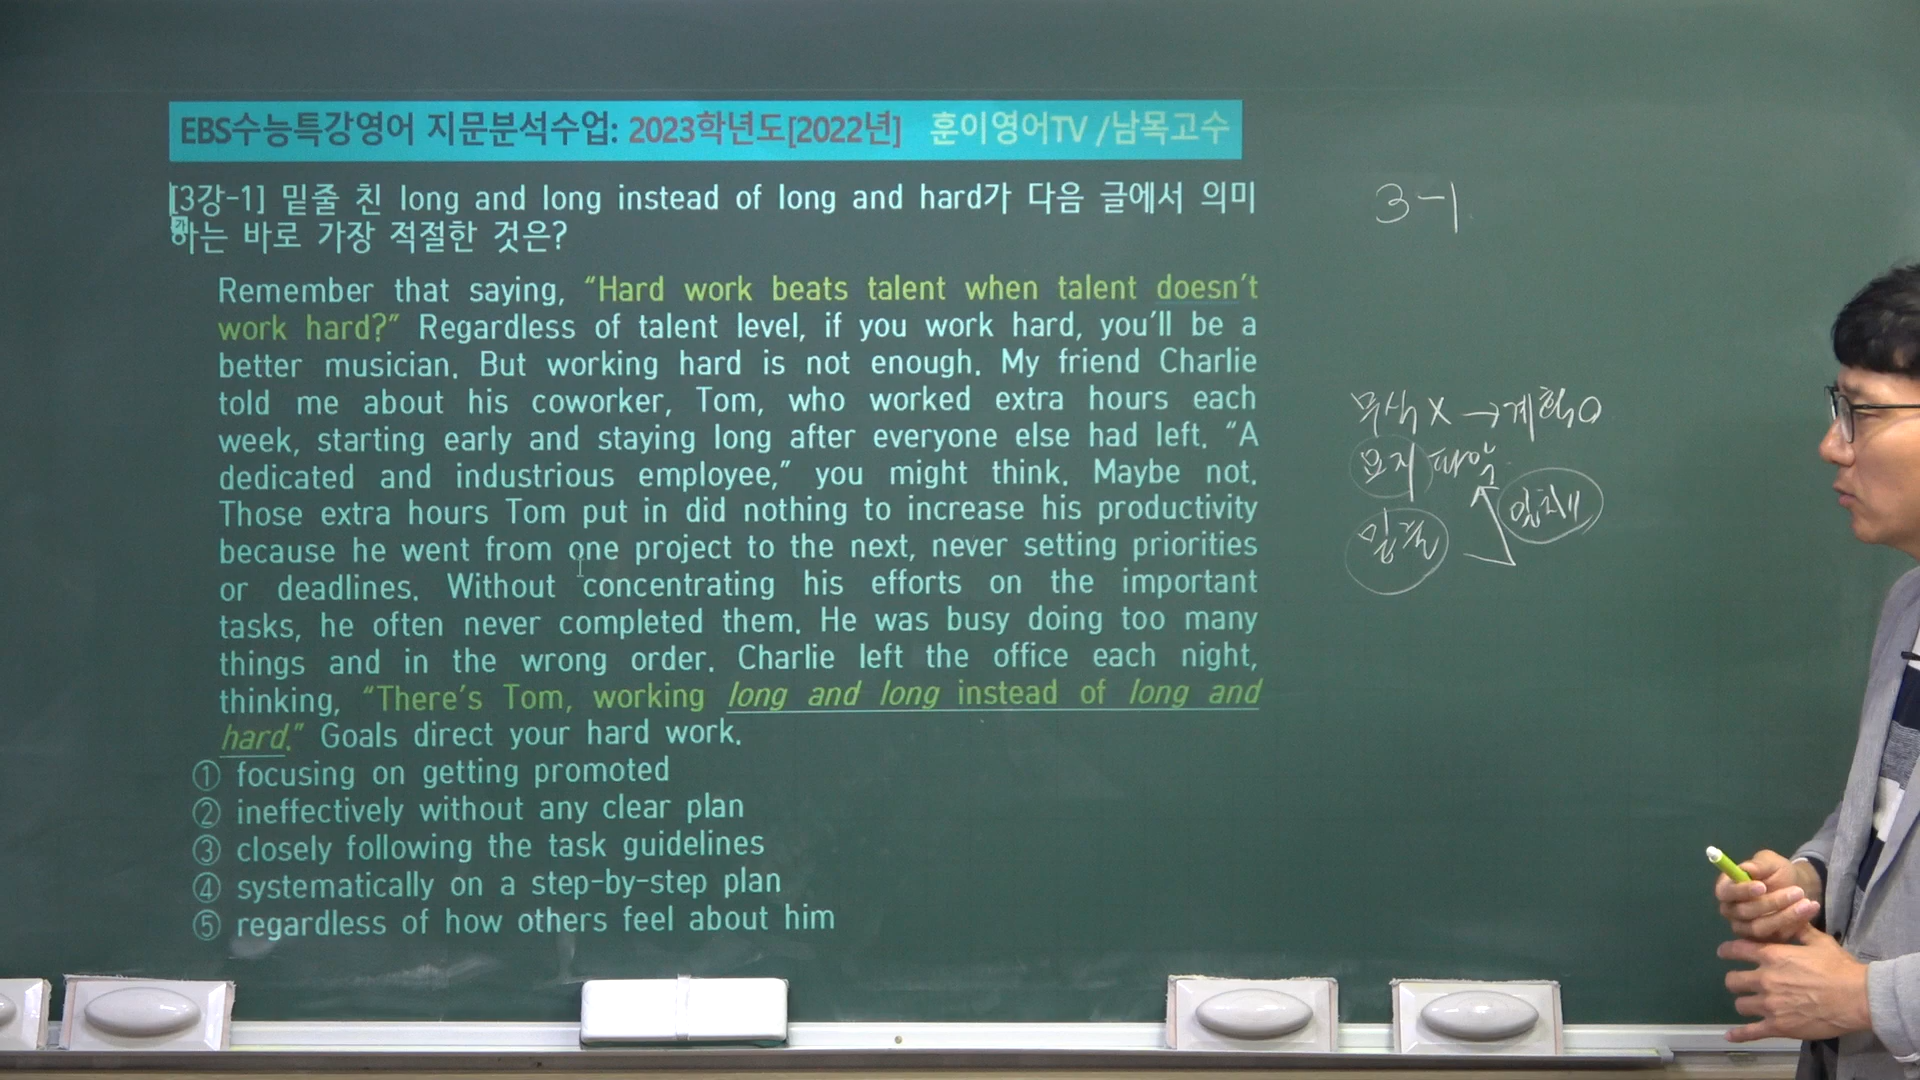 EBS수능특강영어 지문분석수업: 2023학년도[2022년] 훈이영어TV /남목고수
[3강-1] 밑줄 친 long and long instead of long and hard가 다음 글에서 의미
하는 바로 가장 적절한 것은?
Remember that saying, “Hard work beats talent when talent doesn’t
work hard?” Regardless of talent level, if you work hard, you’ll be a
better musician. But working hard is not enough. My friend Charlie
told me about his coworker, Tom, who worked extra hours each
week, starting early and staying long after everyone else had left. “A
dedicated and industrious employee,” you might think. Maybe not.
Those extra hours Tom put in did nothing to increase his productivity
because he went from one project to the next, never setting priorities
or deadlines. Without concentrating his efforts on the important
tasks, he often never completed them. He was busy doing too many
things and in the wrong order. Charlie left the office each night,
thinking, “There’s Tom, working long and long instead of long and
hard.” Goals direct your hard work.
① focusing on getting promoted
② ineffectively without any clear plan
③ closely following the task guidelines
④ systematically on a step-by-step plan
⑤ regardless of how others feel about him
3-1
무식 X → 계획 O
요지 파악
밑줄
일치